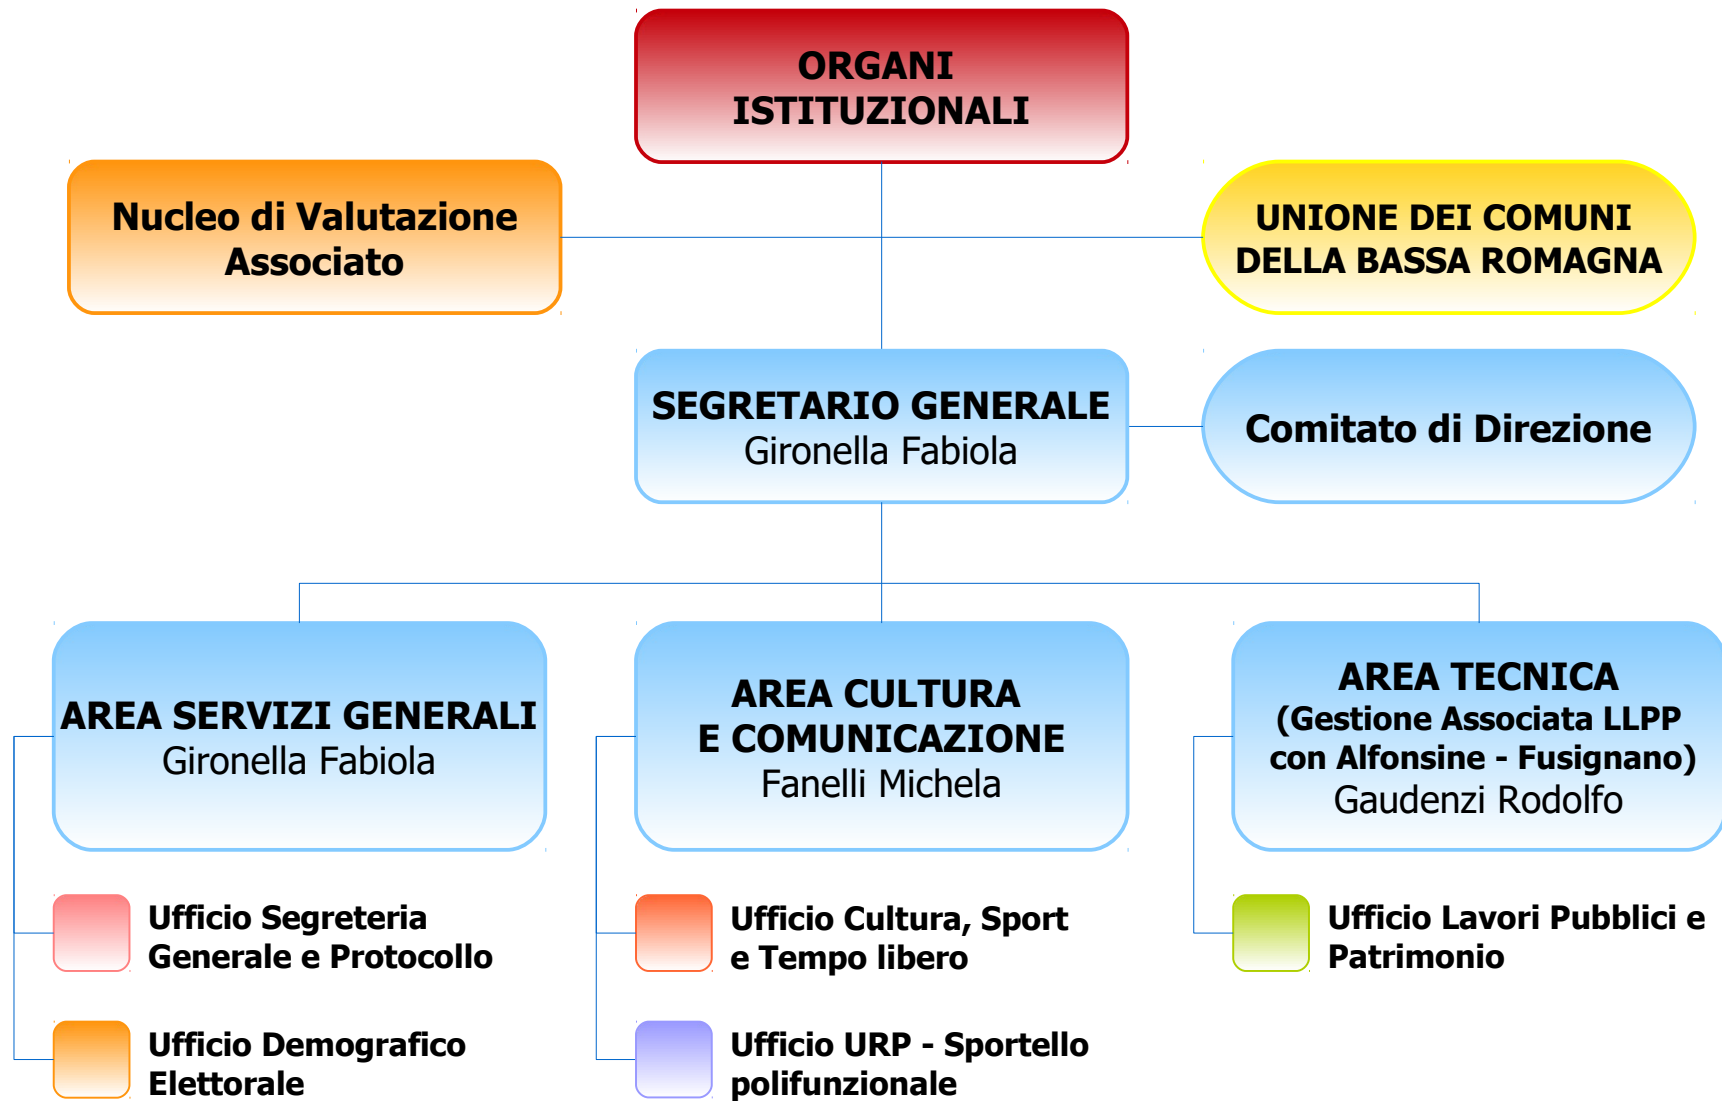 ORGANI
ISTITUZIONALI
Nucleo di Valutazione
Associato
UNIONE DEI COMUNI
DELLA BASSA ROMAGNA
SEGRETARIO GENERALE
Gironella Fabiola
Comitato di Direzione
AREA SERVIZI GENERALI
Gironella Fabiola
AREA CULTURA
E COMUNICAZIONE
Fanelli Michela
AREA TECNICA
(Gestione Associata LLPP
con Alfonsine - Fusignano)
Gaudenzi Rodolfo
Ufficio Segreteria
Generale e Protocollo
Ufficio Cultura, Sport
e Tempo libero
Ufficio Lavori Pubblici e
Patrimonio
Ufficio Demografico
Elettorale
Ufficio URP - Sportello
polifunzionale